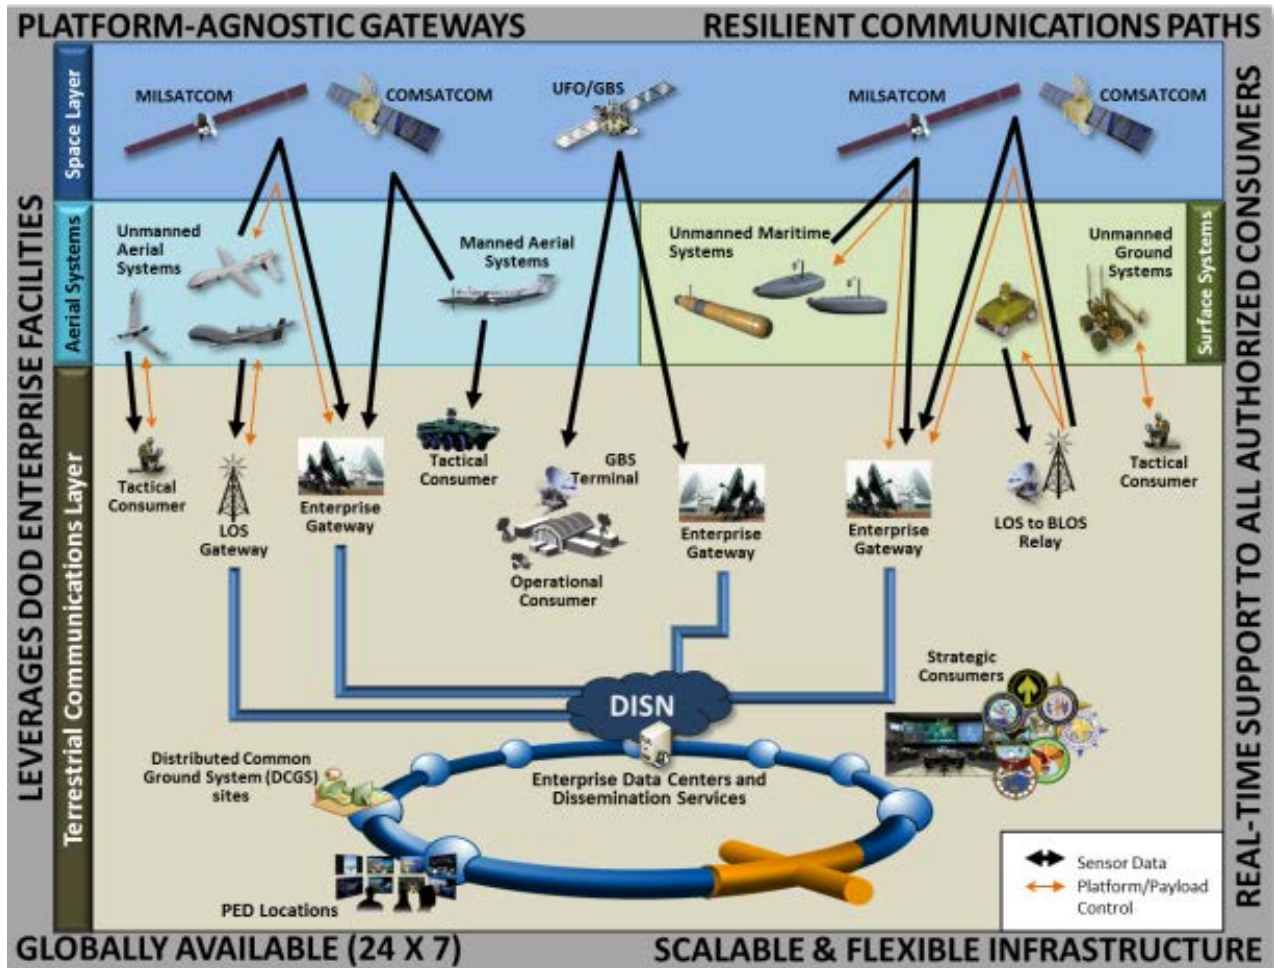 PLATFORM-AGNOSTIC GATEWAYS
RESILIENT COMMUNICATIONS PATHS
LEVERAGES DOD ENTERPRISE FACILITIES
REAL-TIME SUPPORT TO ALL AUTHORIZED CONSUMERS
Space Layer
MILSATCOM
COMSATCOM
UFO/GBS
MILSATCOM
COMSATCOM
Aerial Systems
Unmanned
Aerial
Systems
Manned Aerial
Systems
Unmanned Maritime
Systems
Unmanned
Ground
Systems
Surface Systems
Terrestrial Communications Layer
Tactical
Consumer
LOS
Gateway
Enterprise
Gateway
Tactical
Consumer
GBS
Terminal
Operational
Consumer
Enterprise
Gateway
Enterprise
Gateway
LOS to BLOS
Relay
Tactical
Consumer
DISN
Strategic
Consumers
Distributed Common
Ground System (DCGS)
sites
Enterprise Data Centers and
Dissemination Services
PED Locations
Sensor Data
Platform/Payload
Control
GLOBALLY AVAILABLE (24 X 7)
SCALABLE & FLEXIBLE INFRASTRUCTURE